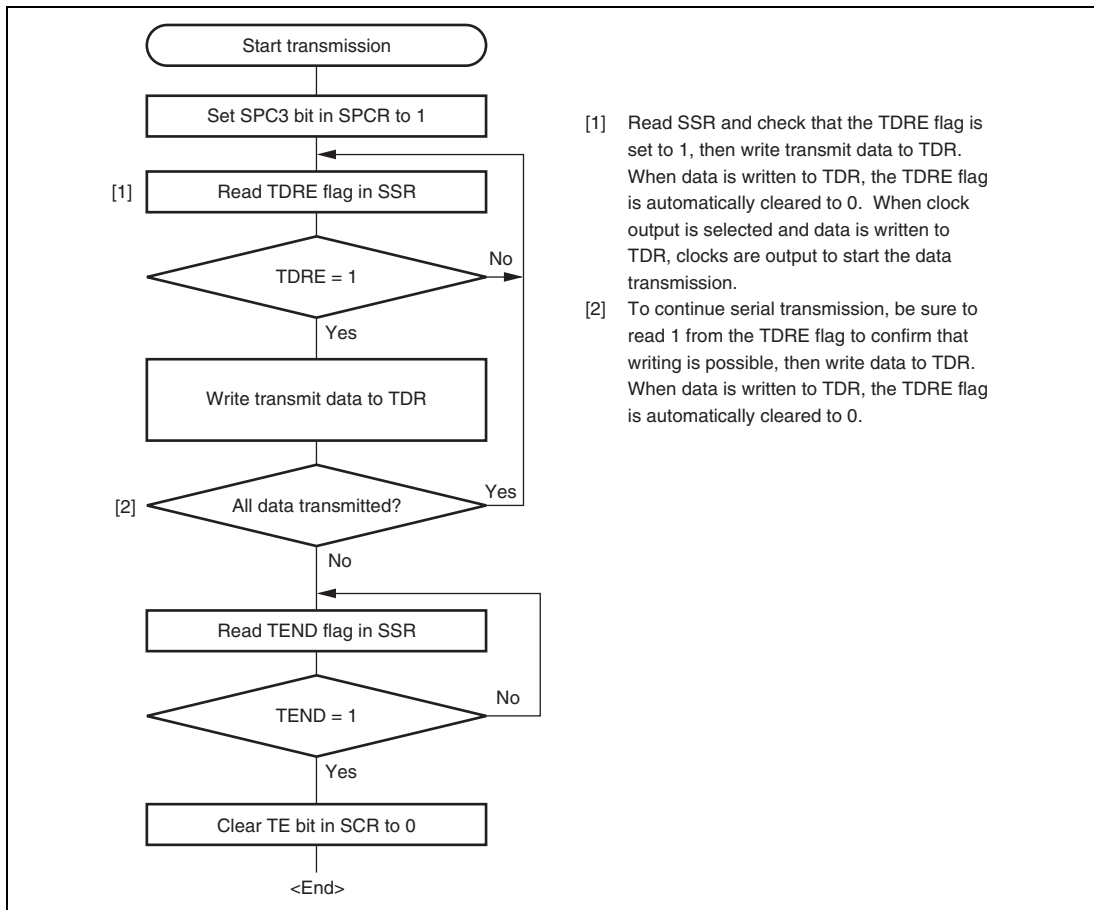 Start transmission
Set SPC3 bit in SPCR to 1
[1]
Read TDRE flag in SSR
No
TDRE = 1
Yes
Write transmit data to TDR
Yes
[2]
All data transmitted?
No
Read TEND flag in SSR
No
TEND = 1
Yes
Clear TE bit in SCR to 0
<End>
[1] Read SSR and check that the TDRE flag is
set to 1, then write transmit data to TDR.
When data is written to TDR, the TDRE flag
is automatically cleared to 0. When clock
output is selected and data is written to
TDR, clocks are output to start the data
transmission.
[2] To continue serial transmission, be sure to
read 1 from the TDRE flag to confirm that
writing is possible, then write data to TDR.
When data is written to TDR, the TDRE flag
is automatically cleared to 0.